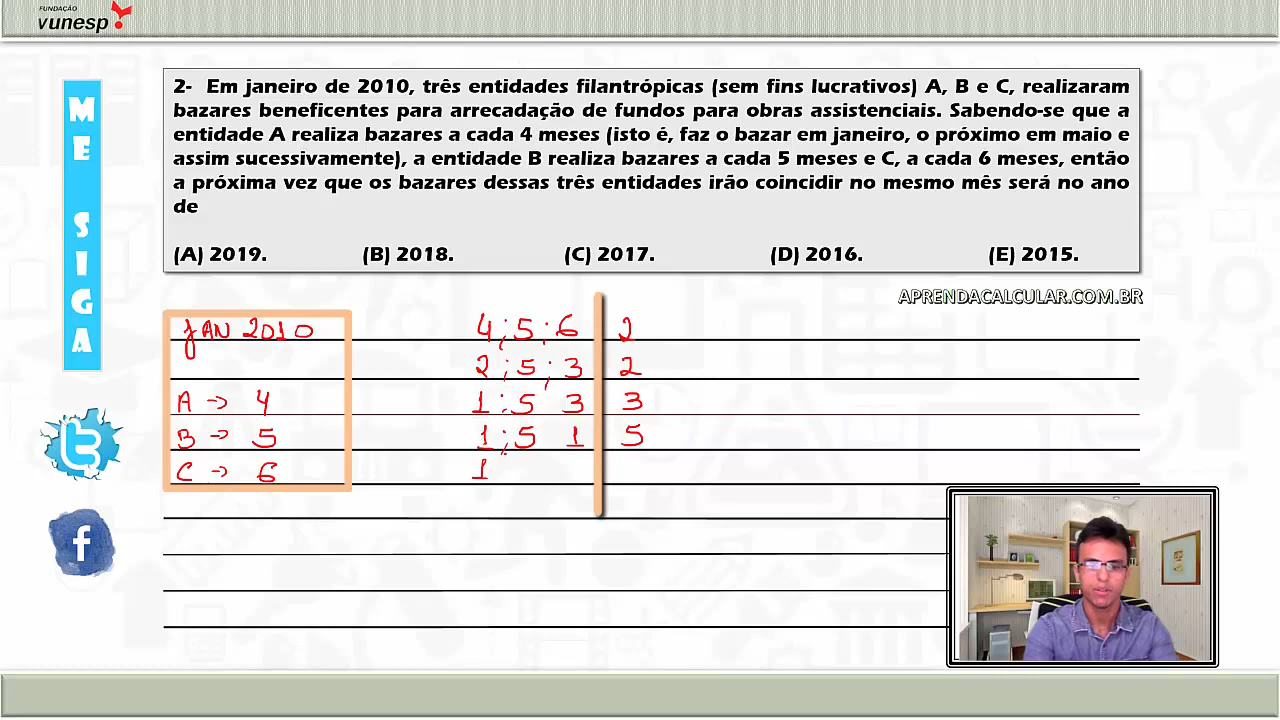 FUNDAÇÃO
vunesp
ME SIGA
2- Em janeiro de 2010, três entidades filantrópicas (sem fins lucrativos) A, B e C, realizaram
bazares beneficentes para arrecadação de fundos para obras assistenciais. Sabendo-se que a
entidade A realiza bazares a cada 4 meses (isto é, faz o bazar em janeiro, o próximo em maio e
assim sucessivamente), a entidade B realiza bazares a cada 5 meses e C, a cada 6 meses, então
a próxima vez que os bazares dessas três entidades irão coincidir no mesmo mês será no ano
de
(A) 2019. (B) 2018. (C) 2017. (D) 2016. (E) 2015.
APRENDACALCULAR.COM.BR
JAN 2010
A → 4
B → 5
C → 6
4 ; 5 ; 6 2
2 ; 5 ; 3 2
1 ; 5 3 3
1 ; 5 1 5
1